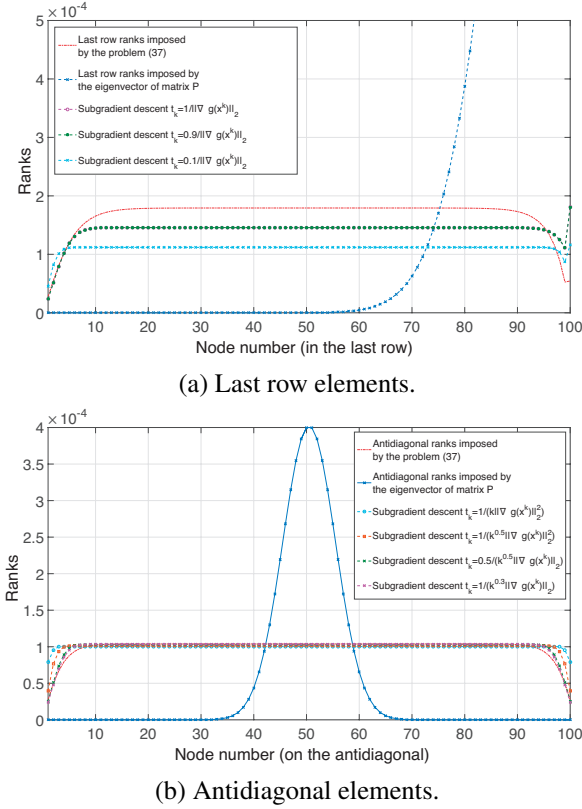 ×10⁻⁴
5
4
3
2
1
0
Ranks
Last row ranks imposed
by the problem (37)
Last row ranks imposed by
the eigenvector of matrix P
Subgradient descent t_k=1/||∇ g(x^k)||_2
Subgradient descent t_k=0.9/||∇ g(x^k)||_2
Subgradient descent t_k=0.1/||∇ g(x^k)||_2
10 20 30 40 50 60 70 80 90 100
Node number (in the last row)
(a) Last row elements.
×10⁻⁴
4
3.5
3
2.5
2
1.5
1
0.5
0
Ranks
Antidiagonal ranks imposed
by the problem (37)
Antidiagonal ranks imposed by
the eigenvector of matrix P
Subgradient descent t_k=1/(k||∇ g(x^k)||_2^2)
Subgradient descent t_k=1/(k^0.5||∇ g(x^k)||_2^2)
Subgradient descent t_k=0.5/(k^0.5||∇ g(x^k)||_2)
Subgradient descent t_k=1/(k^0.3||∇ g(x^k)||_2)
10 20 30 40 50 60 70 80 90 100
Node number (on the antidiagonal)
(b) Antidiagonal elements.